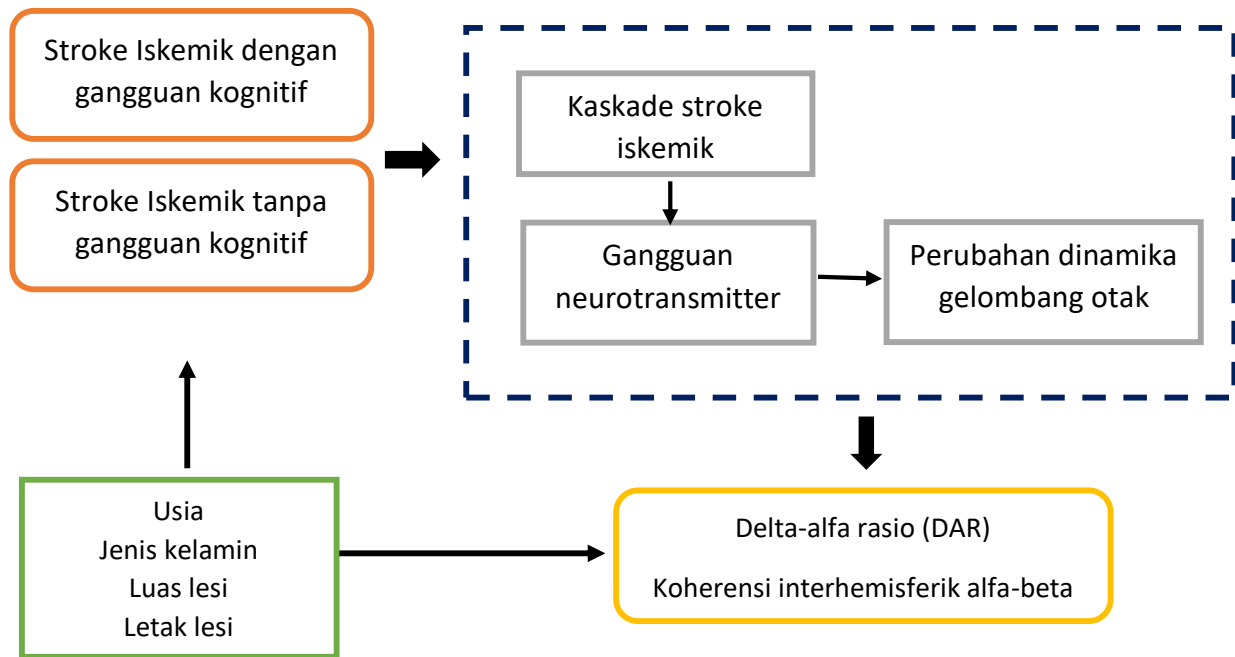 Stroke Iskemik dengan
gangguan kognitif
Stroke Iskemik tanpa
gangguan kognitif
Kaskade stroke
iskemik
Gangguan
neurotransmitter
Perubahan dinamika
gelombang otak
Usia
Jenis kelamin
Luas lesi
Letak lesi
Delta-alfa rasio (DAR)
Koherensi interhemisferik alfa-beta